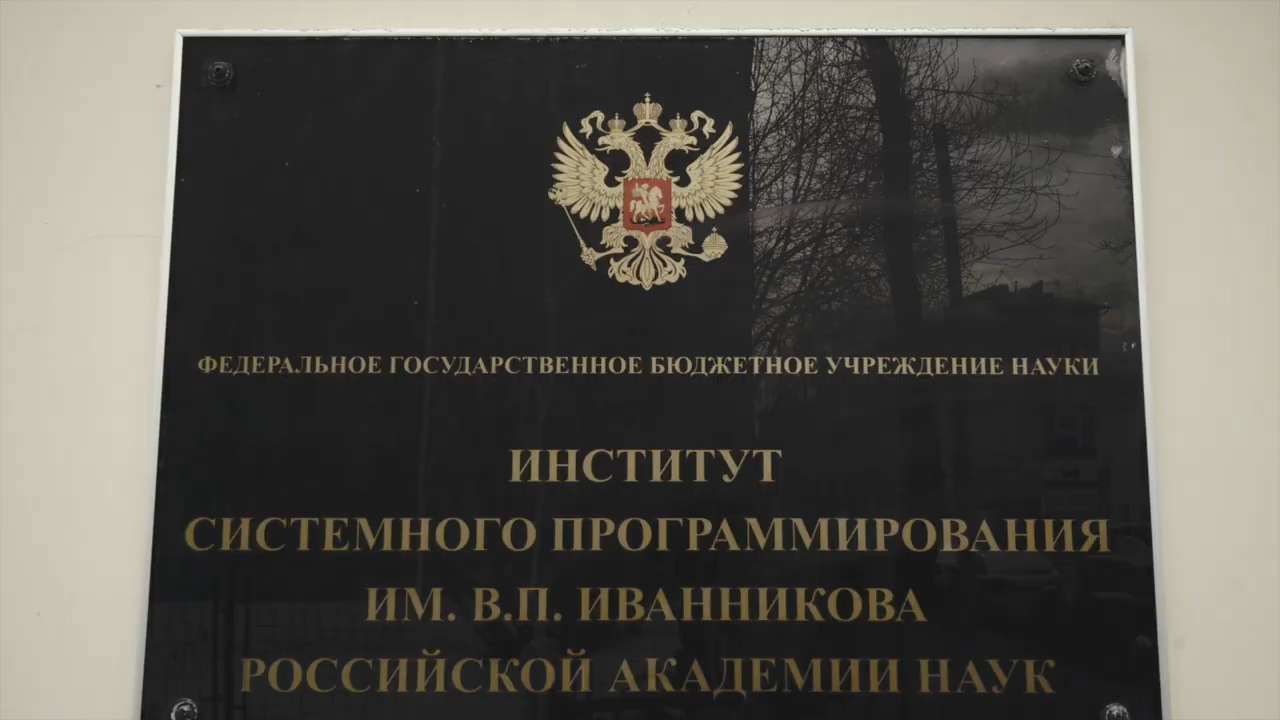 ФЕДЕРАЛЬНОЕ ГОСУДАРСТВЕННОЕ БЮДЖЕТНОЕ УЧРЕЖДЕНИЕ НАУКИ
ИНСТИТУТ
СИСТЕМНОГО ПРОГРАММИРОВАНИЯ
ИМ. В.П. ИВАННИКОВА
РОССИЙСКОЙ АКАДЕМИИ НАУК